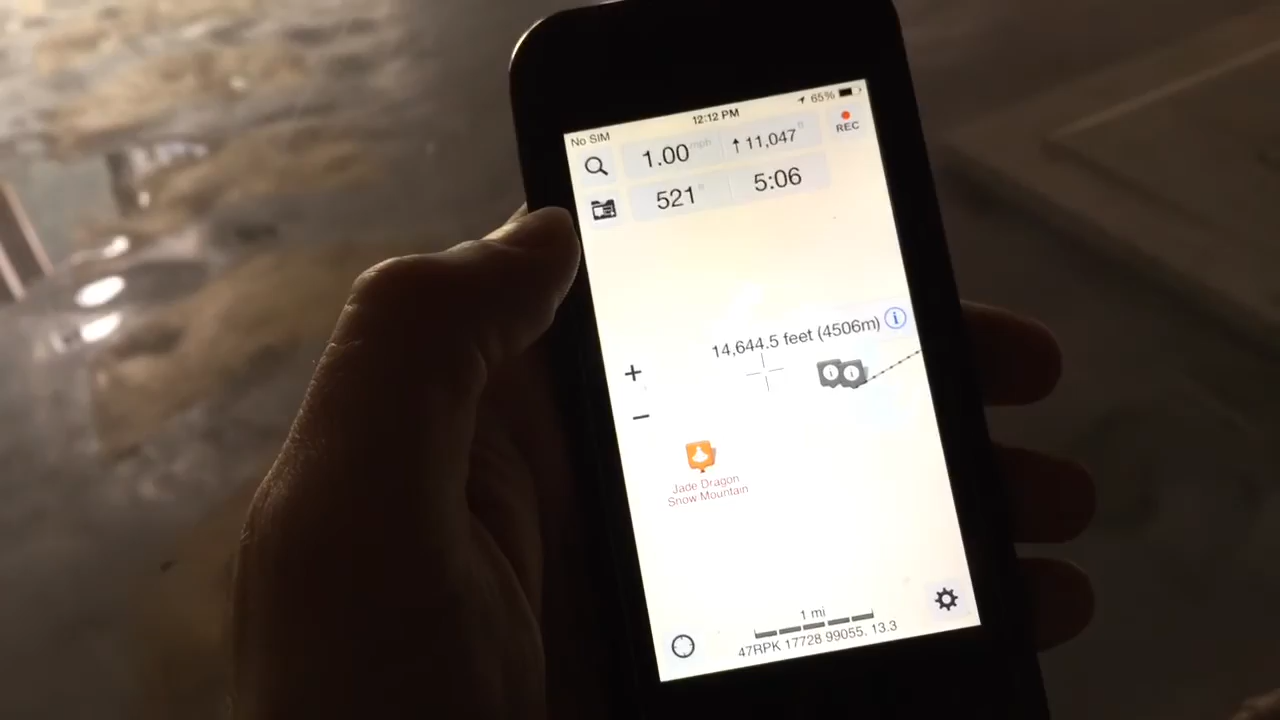 No SIM 12:12 PM 65%
1.00 mph ↑ 11,047 ft REC
521 5:06
14,644.5 feet (4506m) i
i i
Jade Dragon
Snow Mountain
1 mi
47RPK 17728 99055, 13.3